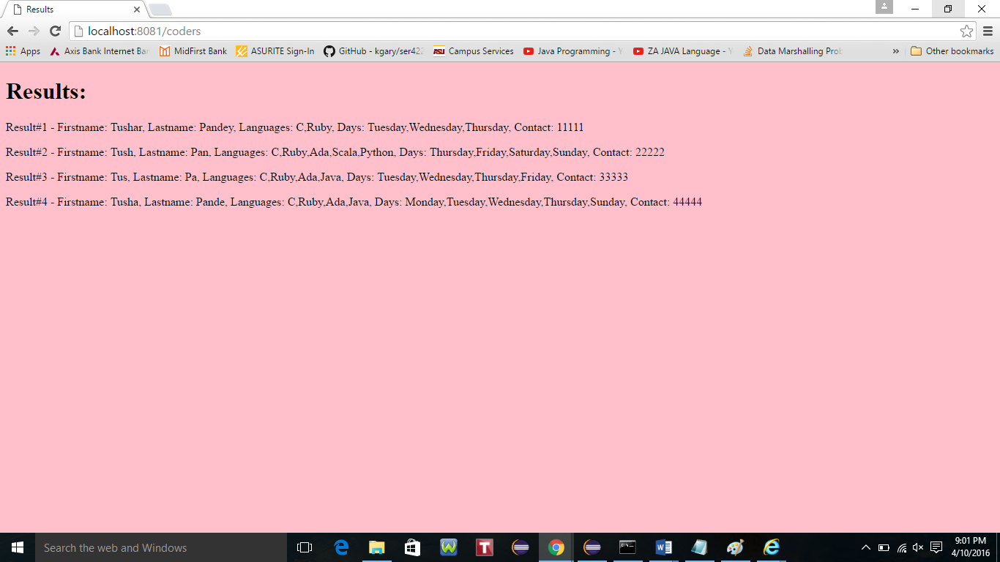 Results
localhost:8081/coders
Apps
Axis Bank Internet Ban
MidFirst Bank
ASURITE Sign-In
GitHub - kgary/ser422
ASU
Campus Services
Java Programming - Y
ZA JAVA Language - Y
Data Marshalling Prob
»
Other bookmarks
Results:
Result#1 - Firstname: Tushar, Lastname: Pandey, Languages: C,Ruby, Days: Tuesday,Wednesday,Thursday, Contact: 11111
Result#2 - Firstname: Tush, Lastname: Pan, Languages: C,Ruby,Ada,Scala,Python, Days: Thursday,Friday,Saturday,Sunday, Contact: 22222
Result#3 - Firstname: Tus, Lastname: Pa, Languages: C,Ruby,Ada,Java, Days: Tuesday,Wednesday,Thursday,Friday, Contact: 33333
Result#4 - Firstname: Tusha, Lastname: Pande, Languages: C,Ruby,Ada,Java, Days: Monday,Tuesday,Wednesday,Thursday,Sunday, Contact: 44444
Search the web and Windows
9:01 PM
4/10/2016